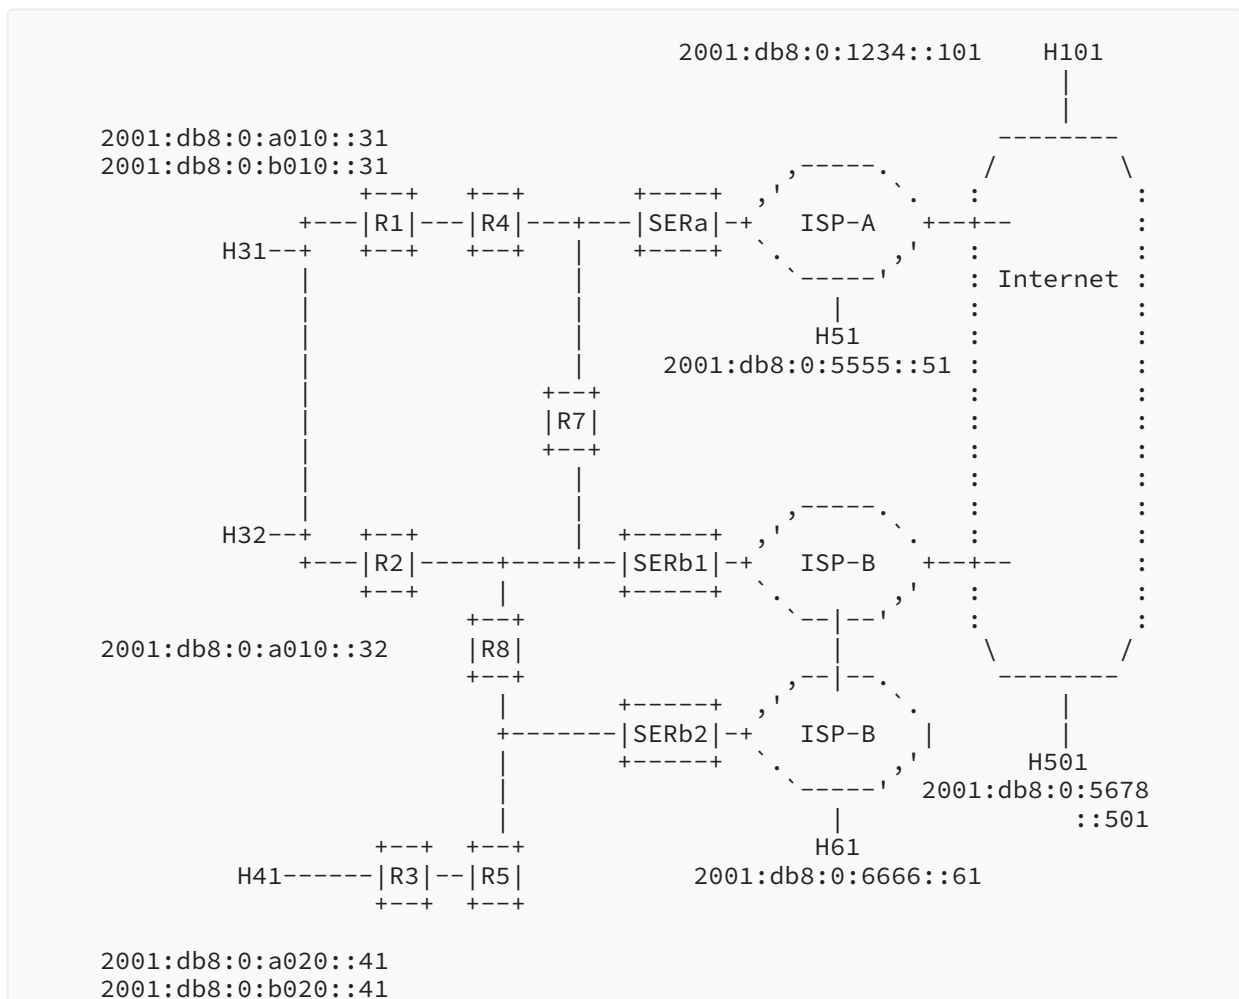 2001:db8:0:1234::101    H101
                                                                |
                                                                |
     2001:db8:0:a010::31                                    --------
     2001:db8:0:b010::31                      ,-----.      /        \
                      +--+   +--+       +----+ ,'       `.   :          :
                  +---|R1|---|R4|---+---|SERa|-+   ISP-A   +--+--         :
             H31--+   +--+   +--+   |   +----+ `.       ,'   :          :
                  |                 |            `-----'     : Internet :
                  |                 |               |        :          :
                  |                 |              H51       :          :
                  |                 |    2001:db8:0:5555::51 :          :
                  |               +--+                       :          :
                  |               |R7|                       :          :
                  |               +--+                       :          :
                  |                 |                        :          :
                  |                 |            ,-----.     :          :
             H32--+   +--+          |  +-----+ ,'       `.   :          :
                  +---|R2|-----+----+--|SERb1|-+   ISP-B   +--+--         :
                      +--+     |       +-----+ `.       ,'   :          :
                             +--+                `--|--'     :          :
     2001:db8:0:a010::32     |R8|                   |         \        /
                             +--+                ,--|--.       --------
                               |       +-----+ ,'       `.        |
                               +-------|SERb2|-+   ISP-B   |        |
                               |       +-----+ `.       ,'      H501
                               |                 `-----'  2001:db8:0:5678
                               |                    |               ::501
                       +--+  +--+                  H61
              H41------|R3|--|R5|           2001:db8:0:6666::61
                       +--+  +--+
     2001:db8:0:a020::41
     2001:db8:0:b020::41